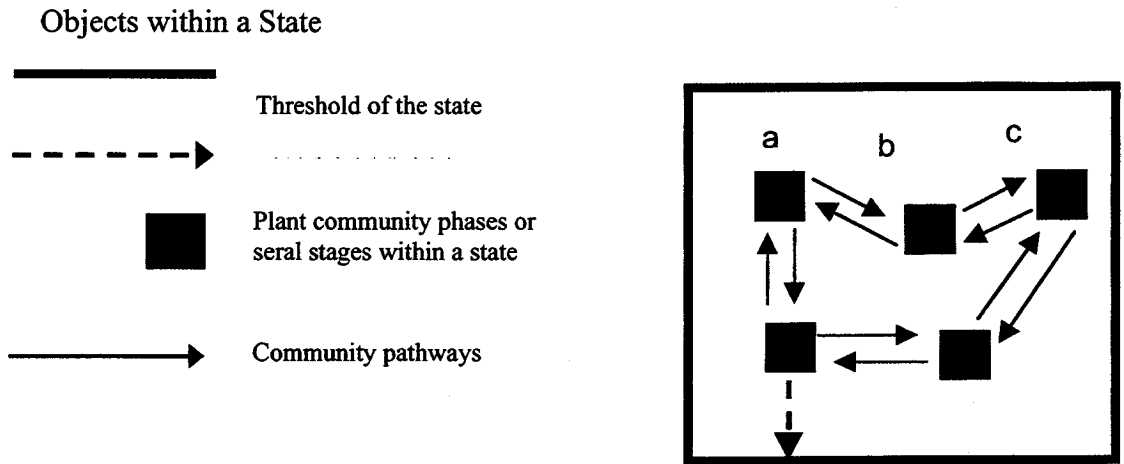 Objects within a State
Threshold of the state
Plant community phases or
seral stages within a state
Community pathways
a
b
c